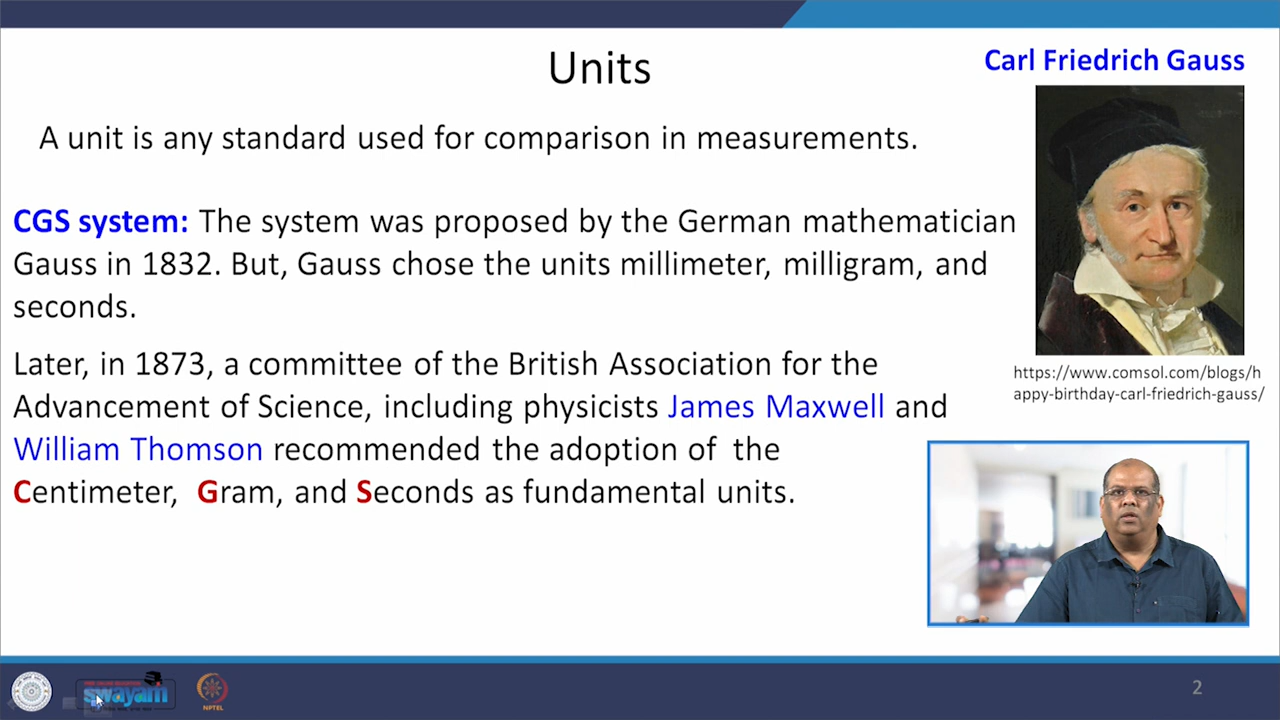 Units
Carl Friedrich Gauss
A unit is any standard used for comparison in measurements.
CGS system: The system was proposed by the German mathematician
Gauss in 1832. But, Gauss chose the units millimeter, milligram, and
seconds.
Later, in 1873, a committee of the British Association for the
Advancement of Science, including physicists James Maxwell and
William Thomson recommended the adoption of the
Centimeter, Gram, and Seconds as fundamental units.
https://www.comsol.com/blogs/h
appy-birthday-carl-friedrich-gauss/
swayam
NPTEL
2